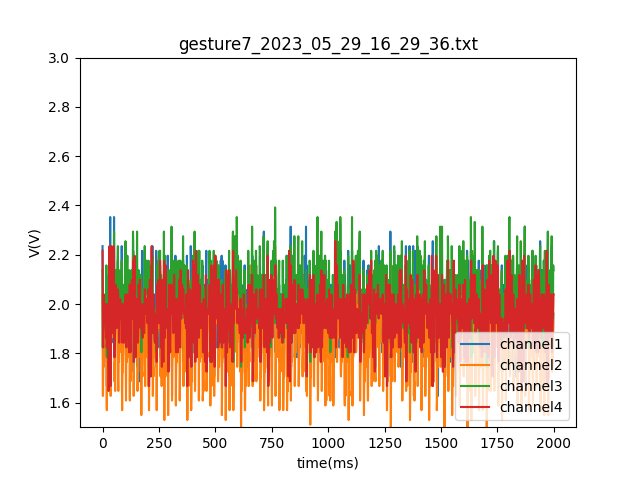 gesture7_2023_05_29_16_29_36.txt
3.0
2.8
2.6
2.4
2.2
2.0
1.8
1.6
V(V)
channel1
channel2
channel3
channel4
0 250 500 750 1000 1250 1500 1750 2000
time(ms)